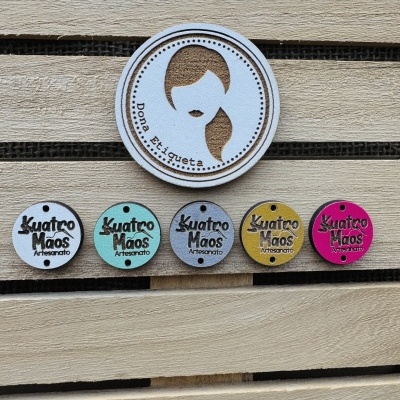 Dona Etiqueta
Kuatro
Mãos
Artesanato
Kuatro
Mãos
Artesanato
Kuatro
Mãos
Artesanato
Kuatro
Mãos
Artesanato
Kuatro
Mãos
Artesanato